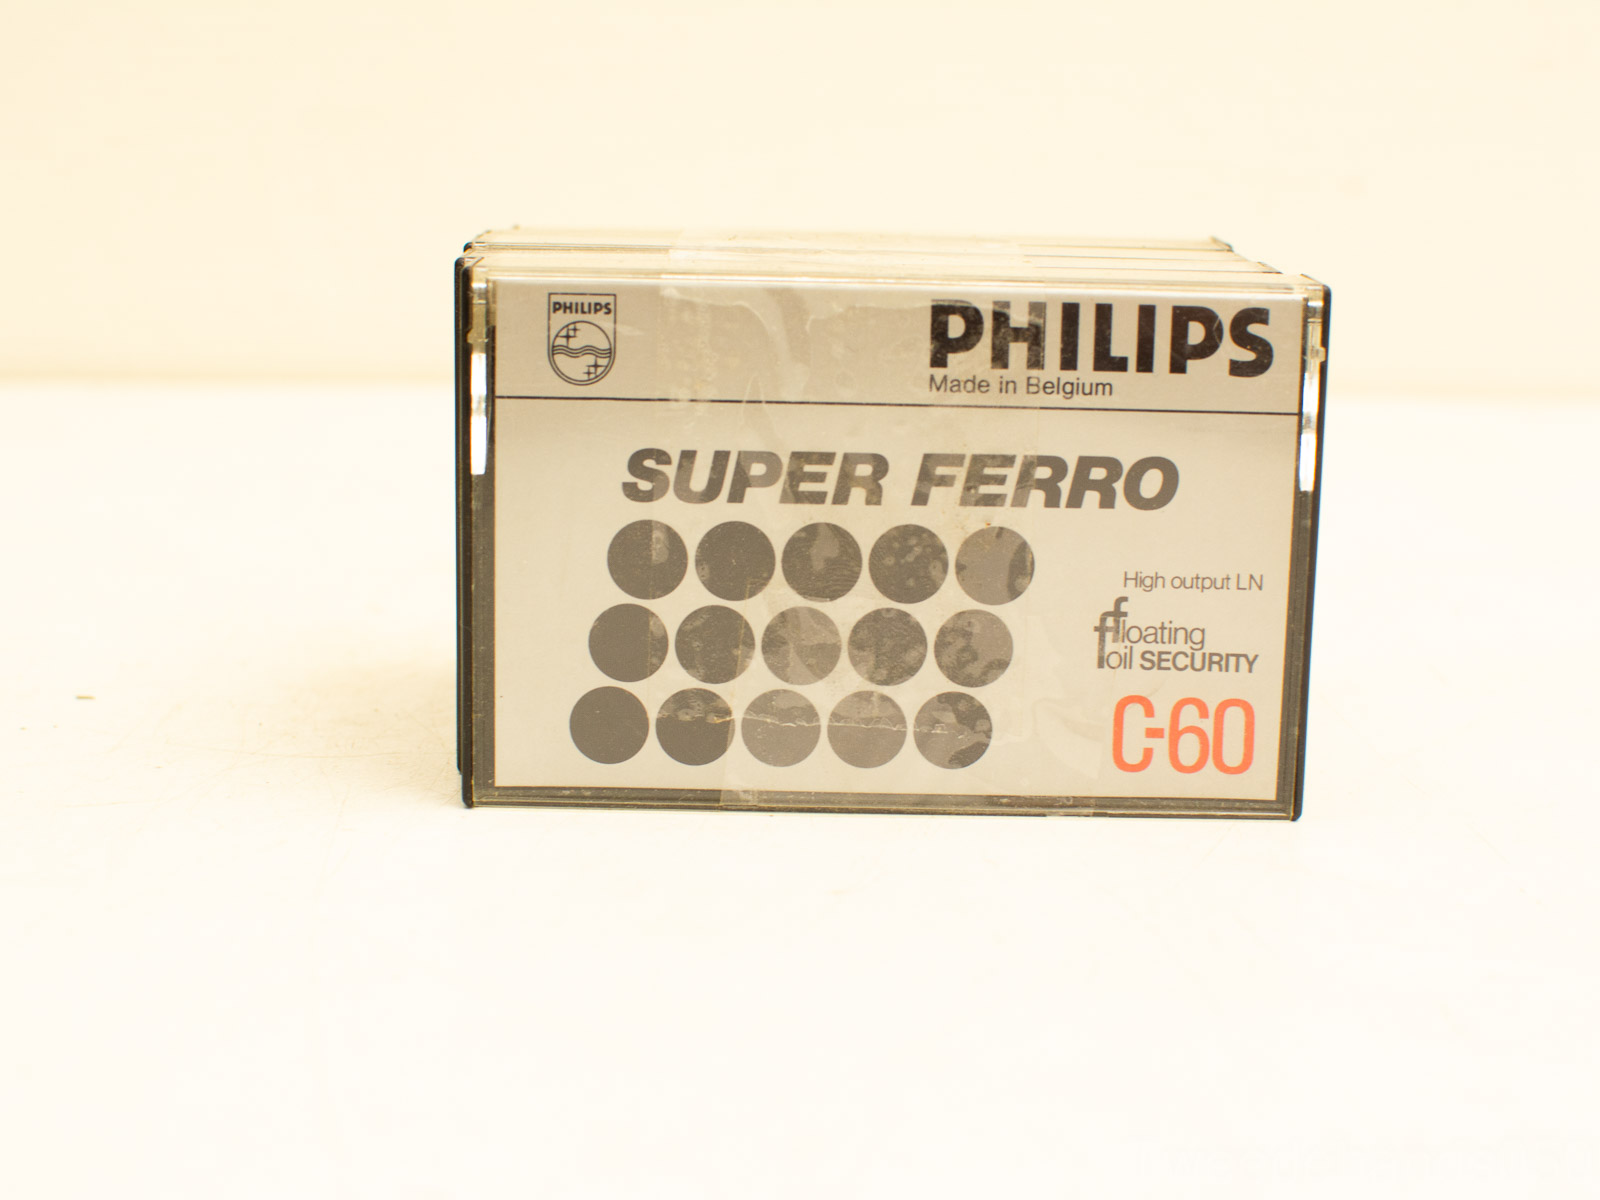 PHILIPS
PHILIPS
Made in Belgium
SUPER FERRO
High output LN
floating
foil SECURITY
C-60